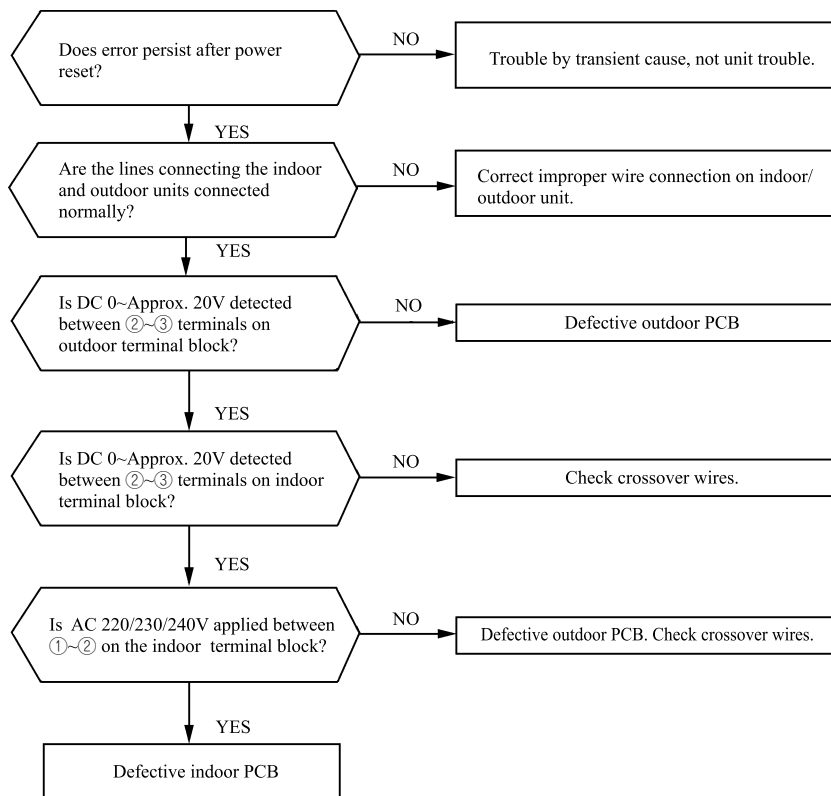 Does error persist after power
reset?
NO
Trouble by transient cause, not unit trouble.
YES
Are the lines connecting the indoor
and outdoor units connected
normally?
NO
Correct improper wire connection on indoor/
outdoor unit.
YES
Is DC 0~Approx. 20V detected
between ②~③ terminals on
outdoor terminal block?
NO
Defective outdoor PCB
YES
Is DC 0~Approx. 20V detected
between ②~③ terminals on indoor
terminal block?
NO
Check crossover wires.
YES
Is AC 220/230/240V applied between
①~② on the indoor terminal block?
NO
Defective outdoor PCB. Check crossover wires.
YES
Defective indoor PCB